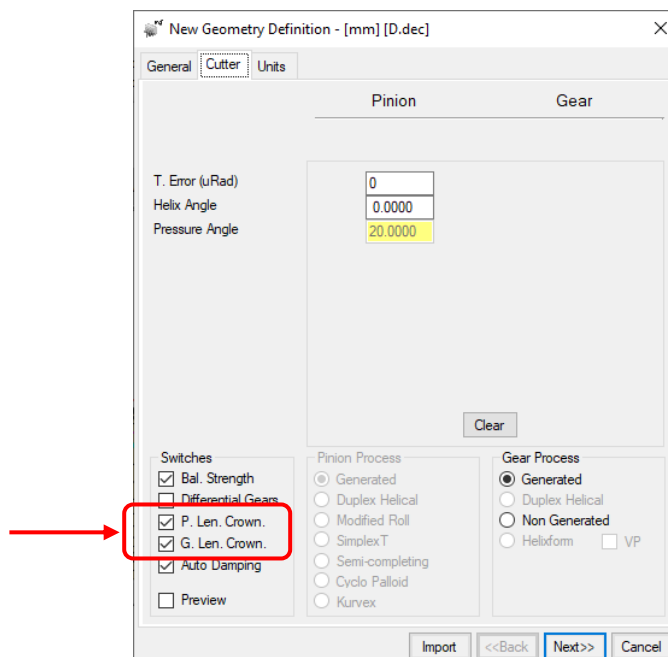 New Geometry Definition - [mm] [D.dec]
General Cutter Units
Pinion Gear
T. Error (uRad) 0
Helix Angle 0.0000
Pressure Angle 20.0000
Clear
Switches Pinion Process Gear Process
Bal. Strength Generated Generated
Differential Gears Duplex Helical Duplex Helical
P. Len. Crown. Modified Roll Non Generated
G. Len. Crown. SimplexT Helixform VP
Auto Damping Semi-completing
Cyclo Palloid
Preview Kurvex
Import <<Back Next>> Cancel